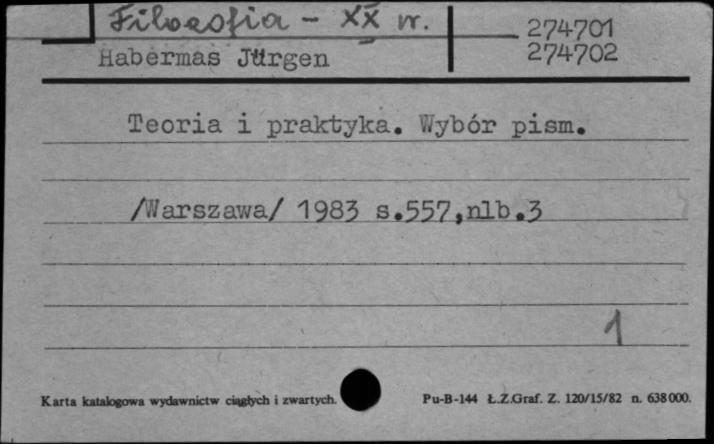 Filozofia - XX w.
274701
Habermas Jürgen
274702
Teoria i praktyka. Wybór pism.
/Warszawa/ 1983 s.557,nlb.3
1
Karta katalogowa wydawnictw ciągłych i zwartych.
Pu-B-144 Ł.Z.Graf. Z. 120/15/82 n. 638000.